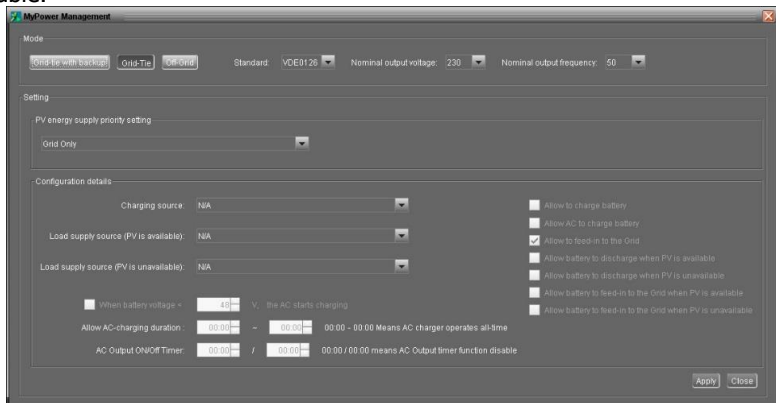 MyPower Management
Mode
Grid-tie with backup Grid-Tie Off-Grid Standard: VDE0126 Nominal output voltage: 230 Nominal output frequency: 50
Setting
PV energy supply priority setting
Grid Only
Configuration details
Charging source: N/A
Load supply source (PV is available): N/A
Load supply source (PV is unavailable): N/A
When battery voltage < 48 V, the AC starts charging
Allow AC-charging duration : 00:00 ~ 00:00 00:00 - 00:00 Means AC charger operates all-time
AC Output ON/Off Timer: 00:00 / 00:00 00:00 / 00:00 means AC Output timer function disable
Allow to charge battery
Allow AC to charge battery
Allow to feed-in to the Grid
Allow battery to discharge when PV is available
Allow battery to discharge when PV is unavailable
Allow battery to feed-in to the Grid when PV is available
Allow battery to feed-in to the Grid when PV is unavailable
Apply Close